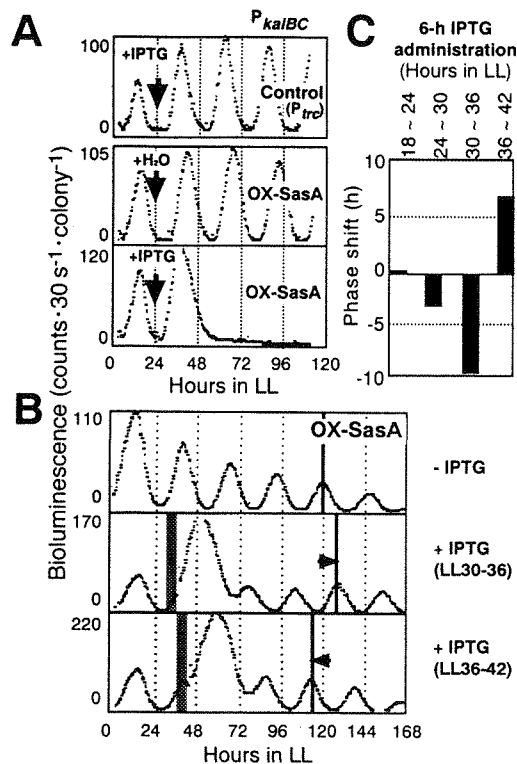 A
P kaiBC
100
+IPTG
Control
(Ptrc)
0
105
+H₂O
OX-SasA
0
120
+IPTG
OX-SasA
0
0 24 48 72 96 120
Hours in LL
Bioluminescence (counts·30 s⁻¹·colony⁻¹)
C
6-h IPTG
administration
(Hours in LL)
18 ~ 24
24 ~ 30
30 ~ 36
36 ~ 42
Phase shift (h)
10
5
0
-5
-10
B
110
OX-SasA
- IPTG
0
170
+ IPTG
(LL30-36)
0
220
+ IPTG
(LL36-42)
0
0 24 48 72 96 120 144 168
Hours in LL